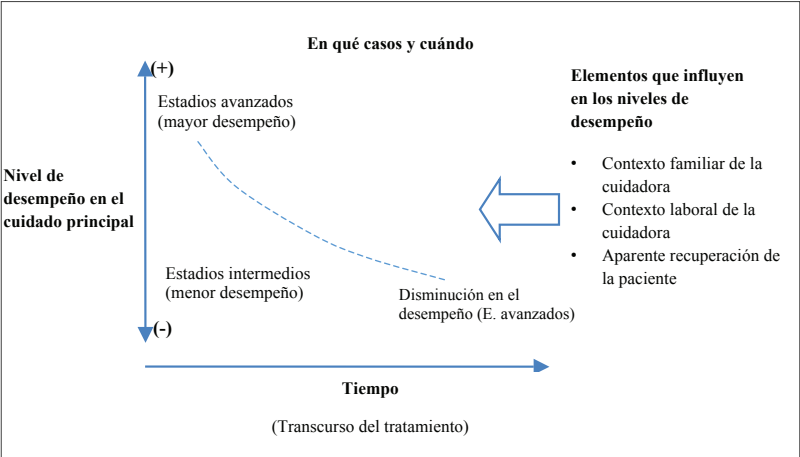 En qué casos y cuándo
(+)
Estadios avanzados
(mayor desempeño)
Nivel de
desempeño en el
cuidado principal
Estadios intermedios
(menor desempeño)
Disminución en el
desempeño (E. avanzados)
(-)
Tiempo
(Transcurso del tratamiento)
Elementos que influyen
en los niveles de
desempeño
• Contexto familiar de la
cuidadora
• Contexto laboral de la
cuidadora
• Aparente recuperación de
la paciente